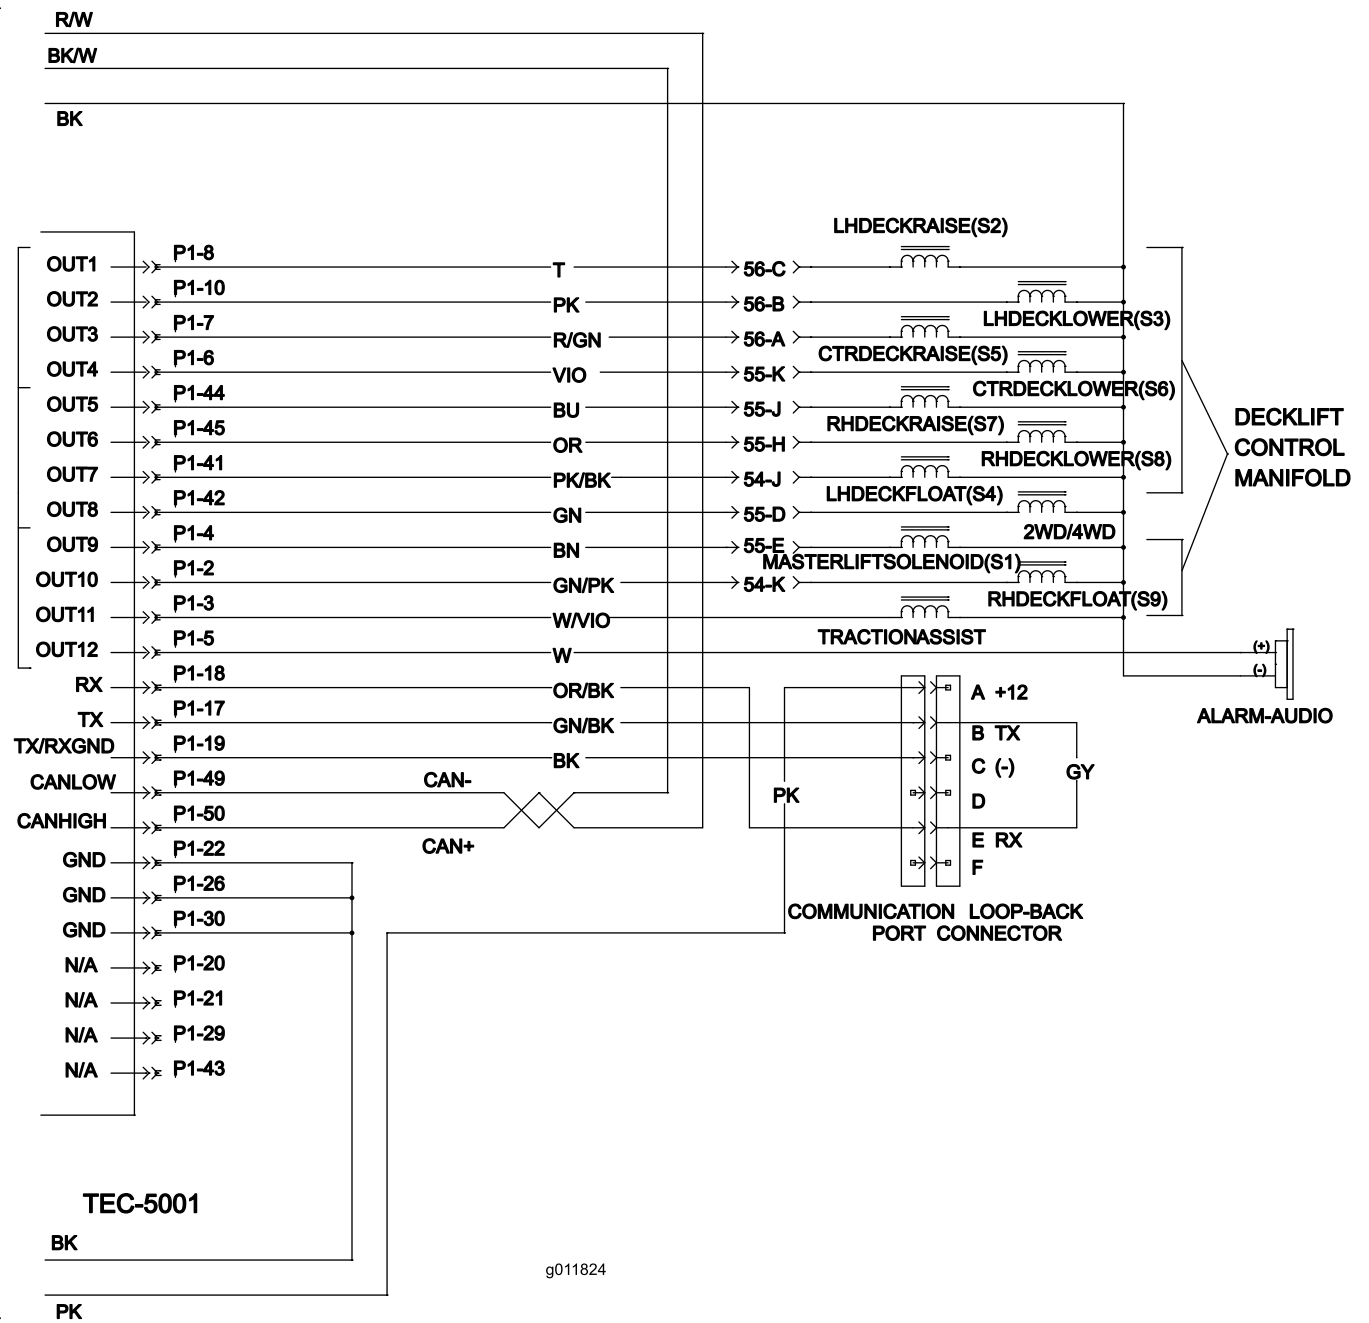 R/W
BK/W
BK
LHDECKRAISE(S2)
OUT1 P1-8 T 56-C
OUT2 P1-10 PK 56-B
LHDECKLOWER(S3)
OUT3 P1-7 R/GN 56-A
CTRDECKRAISE(S5)
OUT4 P1-6 VIO 55-K
CTRDECKLOWER(S6)
OUT5 P1-44 BU 55-J
RHDECKRAISE(S7)
OUT6 P1-45 OR 55-H
RHDECKLOWER(S8)
OUT7 P1-41 PK/BK 54-J
LHDECKFLOAT(S4)
OUT8 P1-42 GN 55-D
2WD/4WD
OUT9 P1-4 BN 55-E
MASTERLIFTSOLENOID(S1)
OUT10 P1-2 GN/PK 54-K
RHDECKFLOAT(S9)
OUT11 P1-3 W/VIO
TRACTIONASSIST
OUT12 P1-5 W
DECKLIFT
CONTROL
MANIFOLD
(+)
(-)
ALARM-AUDIO
RX P1-18 OR/BK
TX P1-17 GN/BK
TX/RXGND P1-19 BK
CANLOW P1-49 CAN-
CANHIGH P1-50 CAN+
GND P1-22
GND P1-26
GND P1-30
N/A P1-20
N/A P1-21
N/A P1-29
N/A P1-43
A +12
B TX
C (-)
D
E RX
F
PK
GY
COMMUNICATION LOOP-BACK
PORT CONNECTOR
TEC-5001
BK
PK
g011824